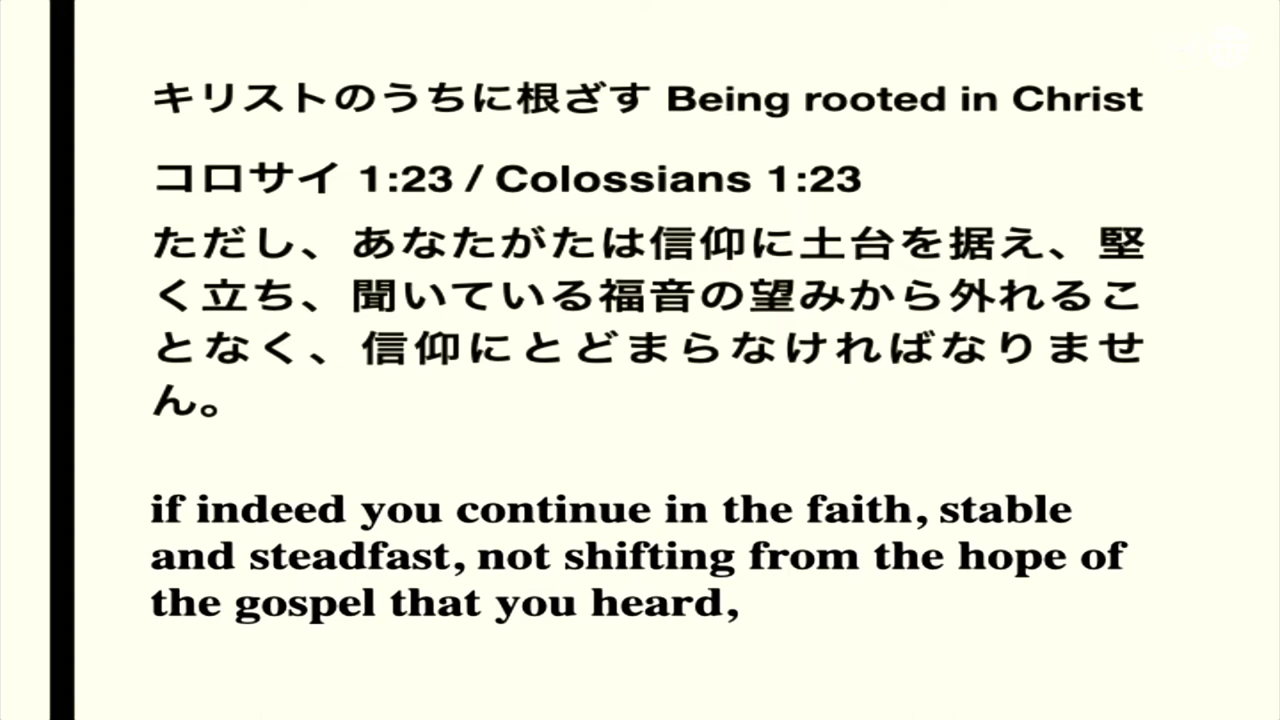 キリストのうちに根ざす Being rooted in Christ
コロサイ 1:23 / Colossians 1:23
ただし、あなたがたは信仰に土台を据え、堅
く立ち、聞いている福音の望みから外れるこ
となく、信仰にとどまらなければなりませ
ん。
if indeed you continue in the faith, stable
and steadfast, not shifting from the hope of
the gospel that you heard,